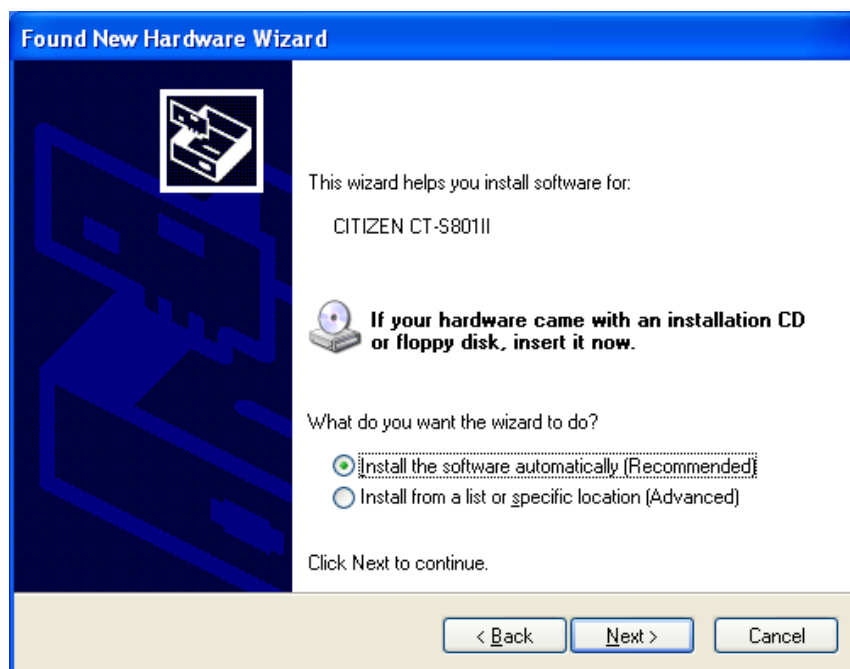 Found New Hardware Wizard
This wizard helps you install software for:
CITIZEN CT-S801II
If your hardware came with an installation CD
or floppy disk, insert it now.
What do you want the wizard to do?
Install the software automatically (Recommended)
Install from a list or specific location (Advanced)
Click Next to continue.
< Back Next > Cancel